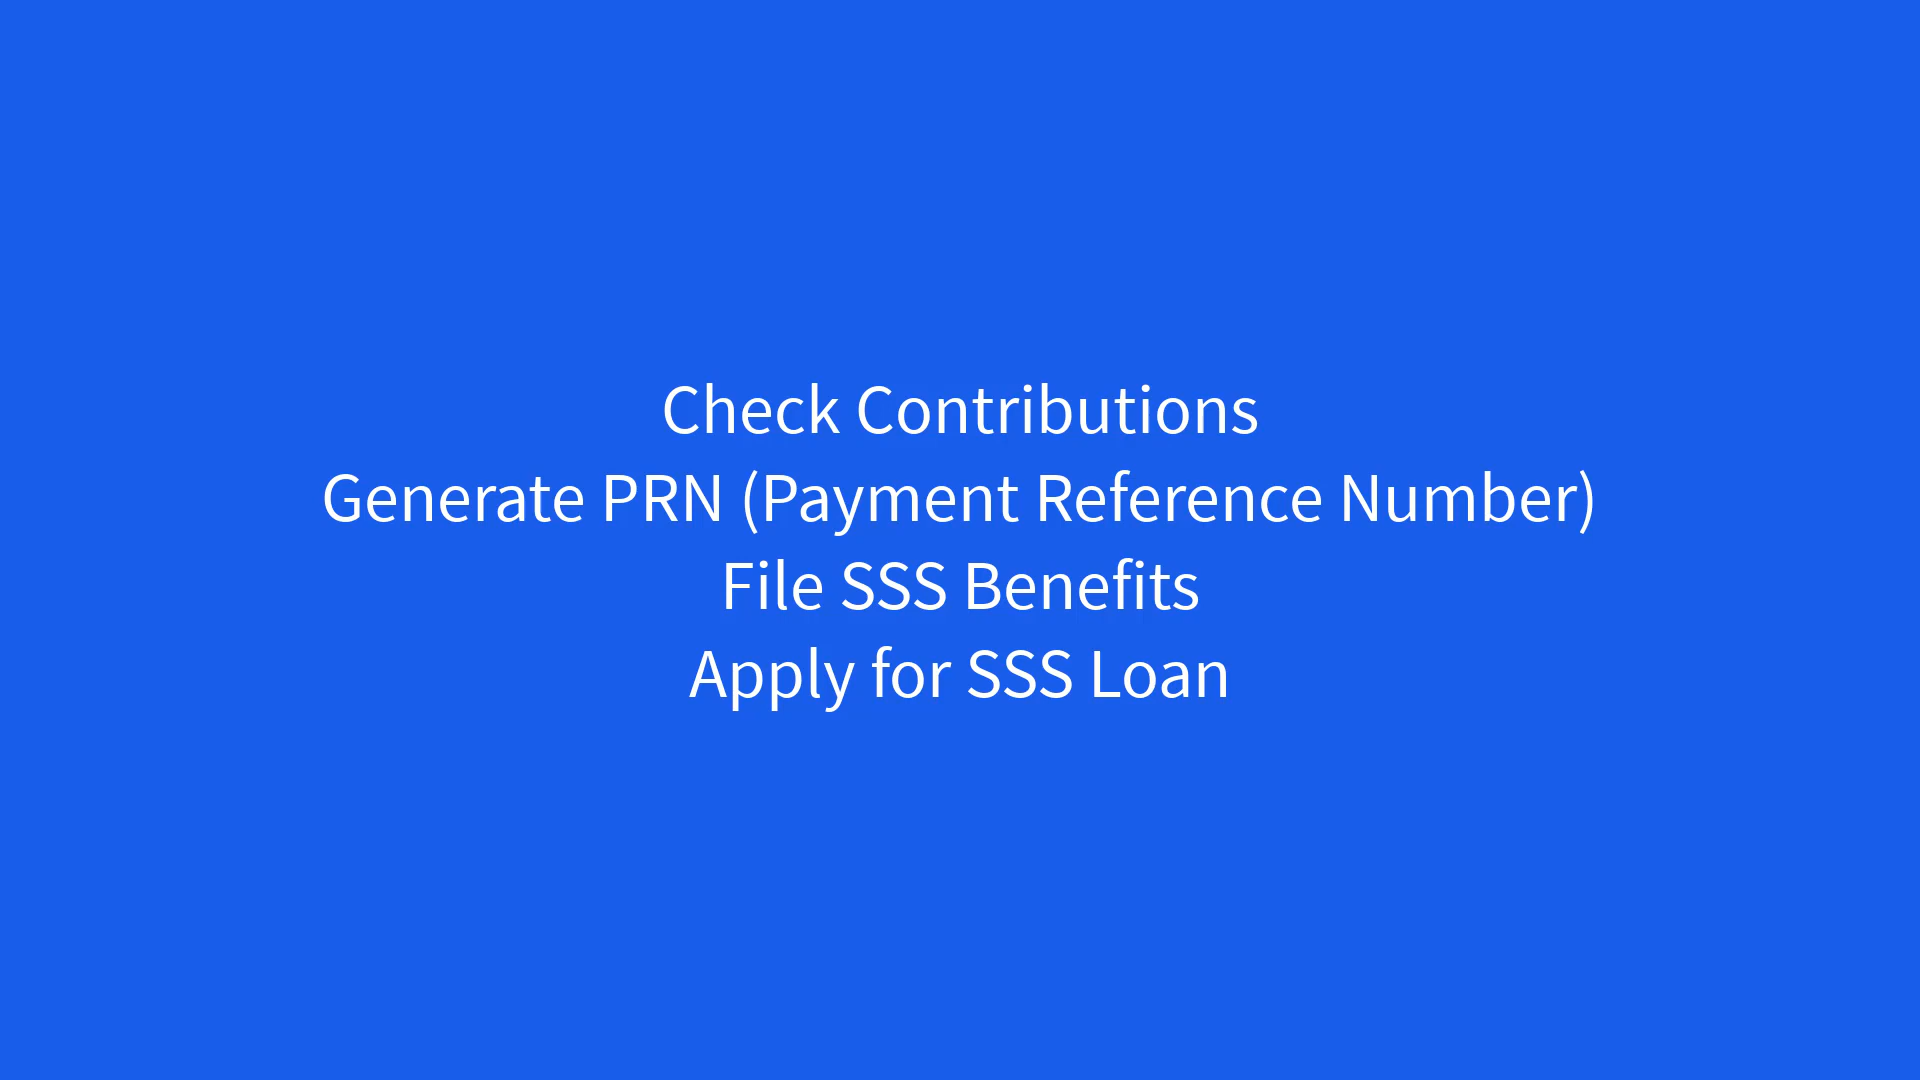 Check Contributions
Generate PRN (Payment Reference Number)
File SSS Benefits
Apply for SSS Loan